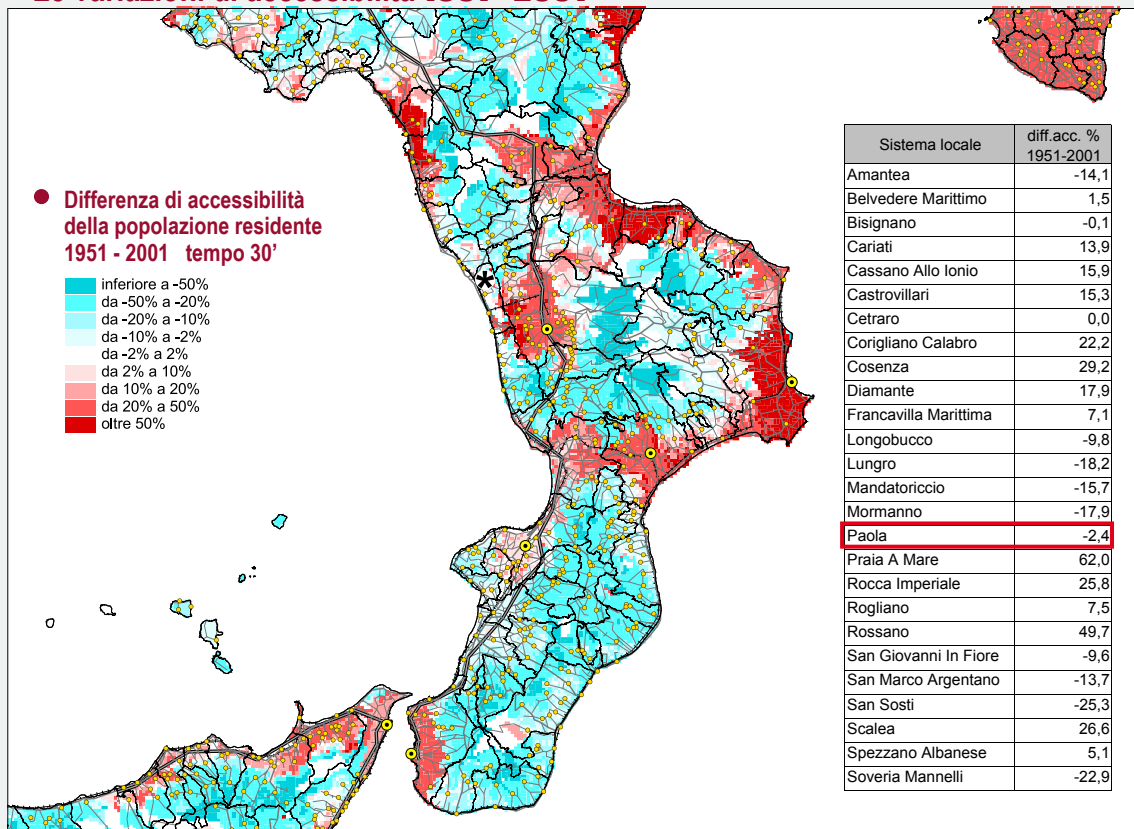 Le variazioni di accessibilità 1951 - 2001
Differenza di accessibilità
della popolazione residente
1951 - 2001 tempo 30'
inferiore a -50%
da -50% a -20%
da -20% a -10%
da -10% a -2%
da -2% a 2%
da 2% a 10%
da 10% a 20%
da 20% a 50%
oltre 50%
Sistema locale diff.acc. %
1951-2001
Amantea -14,1
Belvedere Marittimo 1,5
Bisignano -0,1
Cariati 13,9
Cassano Allo Ionio 15,9
Castrovillari 15,3
Cetraro 0,0
Corigliano Calabro 22,2
Cosenza 29,2
Diamante 17,9
Francavilla Marittima 7,1
Longobucco -9,8
Lungro -18,2
Mandatoriccio -15,7
Mormanno -17,9
Paola -2,4
Praia A Mare 62,0
Rocca Imperiale 25,8
Rogliano 7,5
Rossano 49,7
San Giovanni In Fiore -9,6
San Marco Argentano -13,7
San Sosti -25,3
Scalea 26,6
Spezzano Albanese 5,1
Soveria Mannelli -22,9